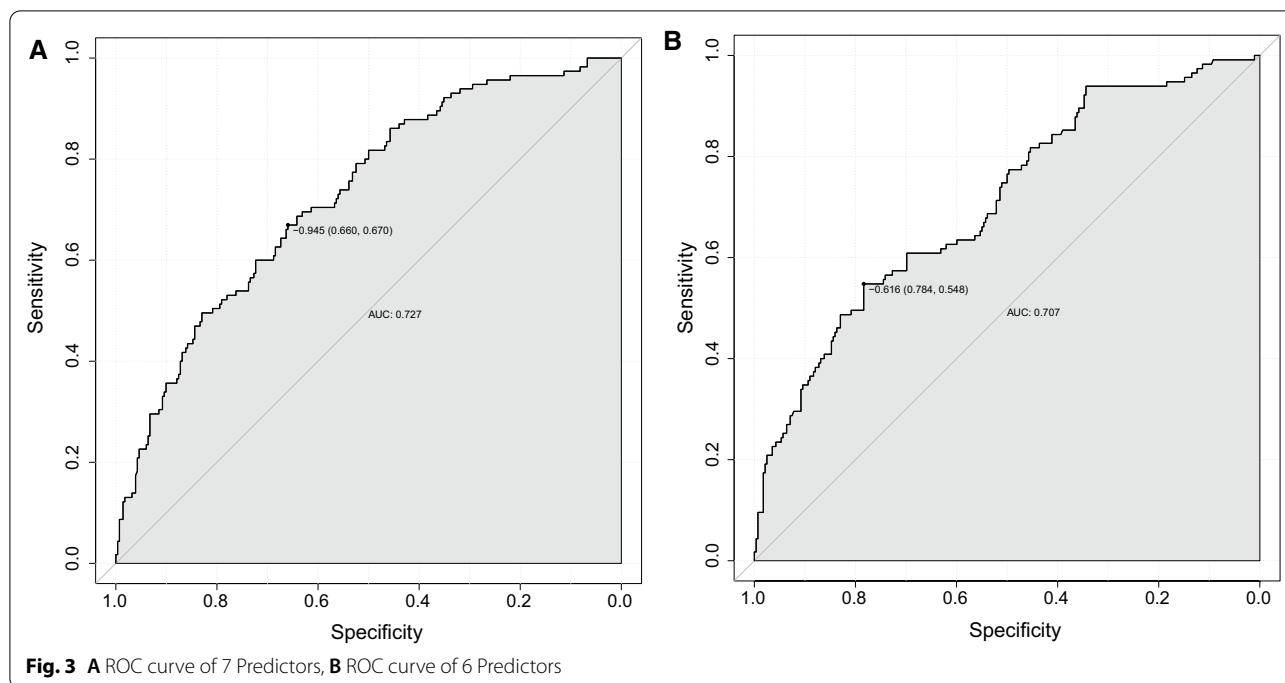 A
B
1.0
0.8
0.6
0.4
0.2
0.0
Sensitivity
−0.945 (0.660, 0.670)
AUC: 0.727
1.0 0.8 0.6 0.4 0.2 0.0
Specificity
1.0
0.8
0.6
0.4
0.2
0.0
Sensitivity
−0.616 (0.784, 0.548)
AUC: 0.707
1.0 0.8 0.6 0.4 0.2 0.0
Specificity
Fig. 3 A ROC curve of 7 Predictors, B ROC curve of 6 Predictors